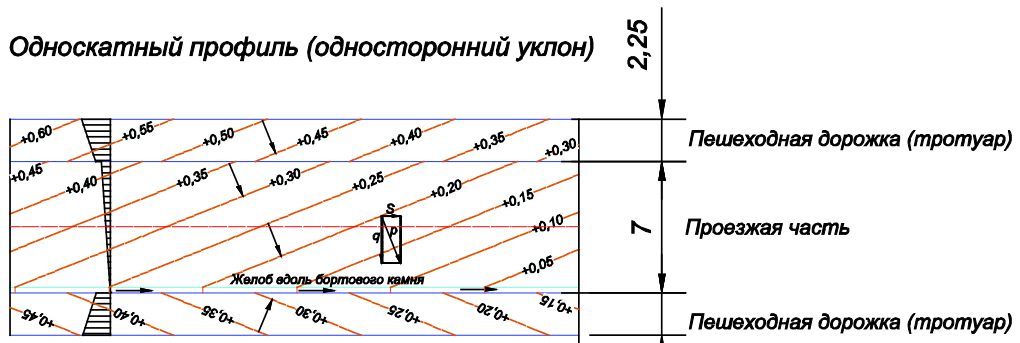 Односкатный профиль (односторонний уклон)
2,25
+0,60 +0,55 +0,50 +0,45 +0,40 +0,35 +0,30
Пешеходная дорожка (тротуар)
+0,45 +0,40 +0,35 +0,30 +0,25 +0,20 +0,15 +0,10 +0,05
S
q p
7
Проезжая часть
Желоб вдоль бортового камня
+0,45 +0,40 +0,35 +0,30 +0,25 +0,20 +0,15
Пешеходная дорожка (тротуар)